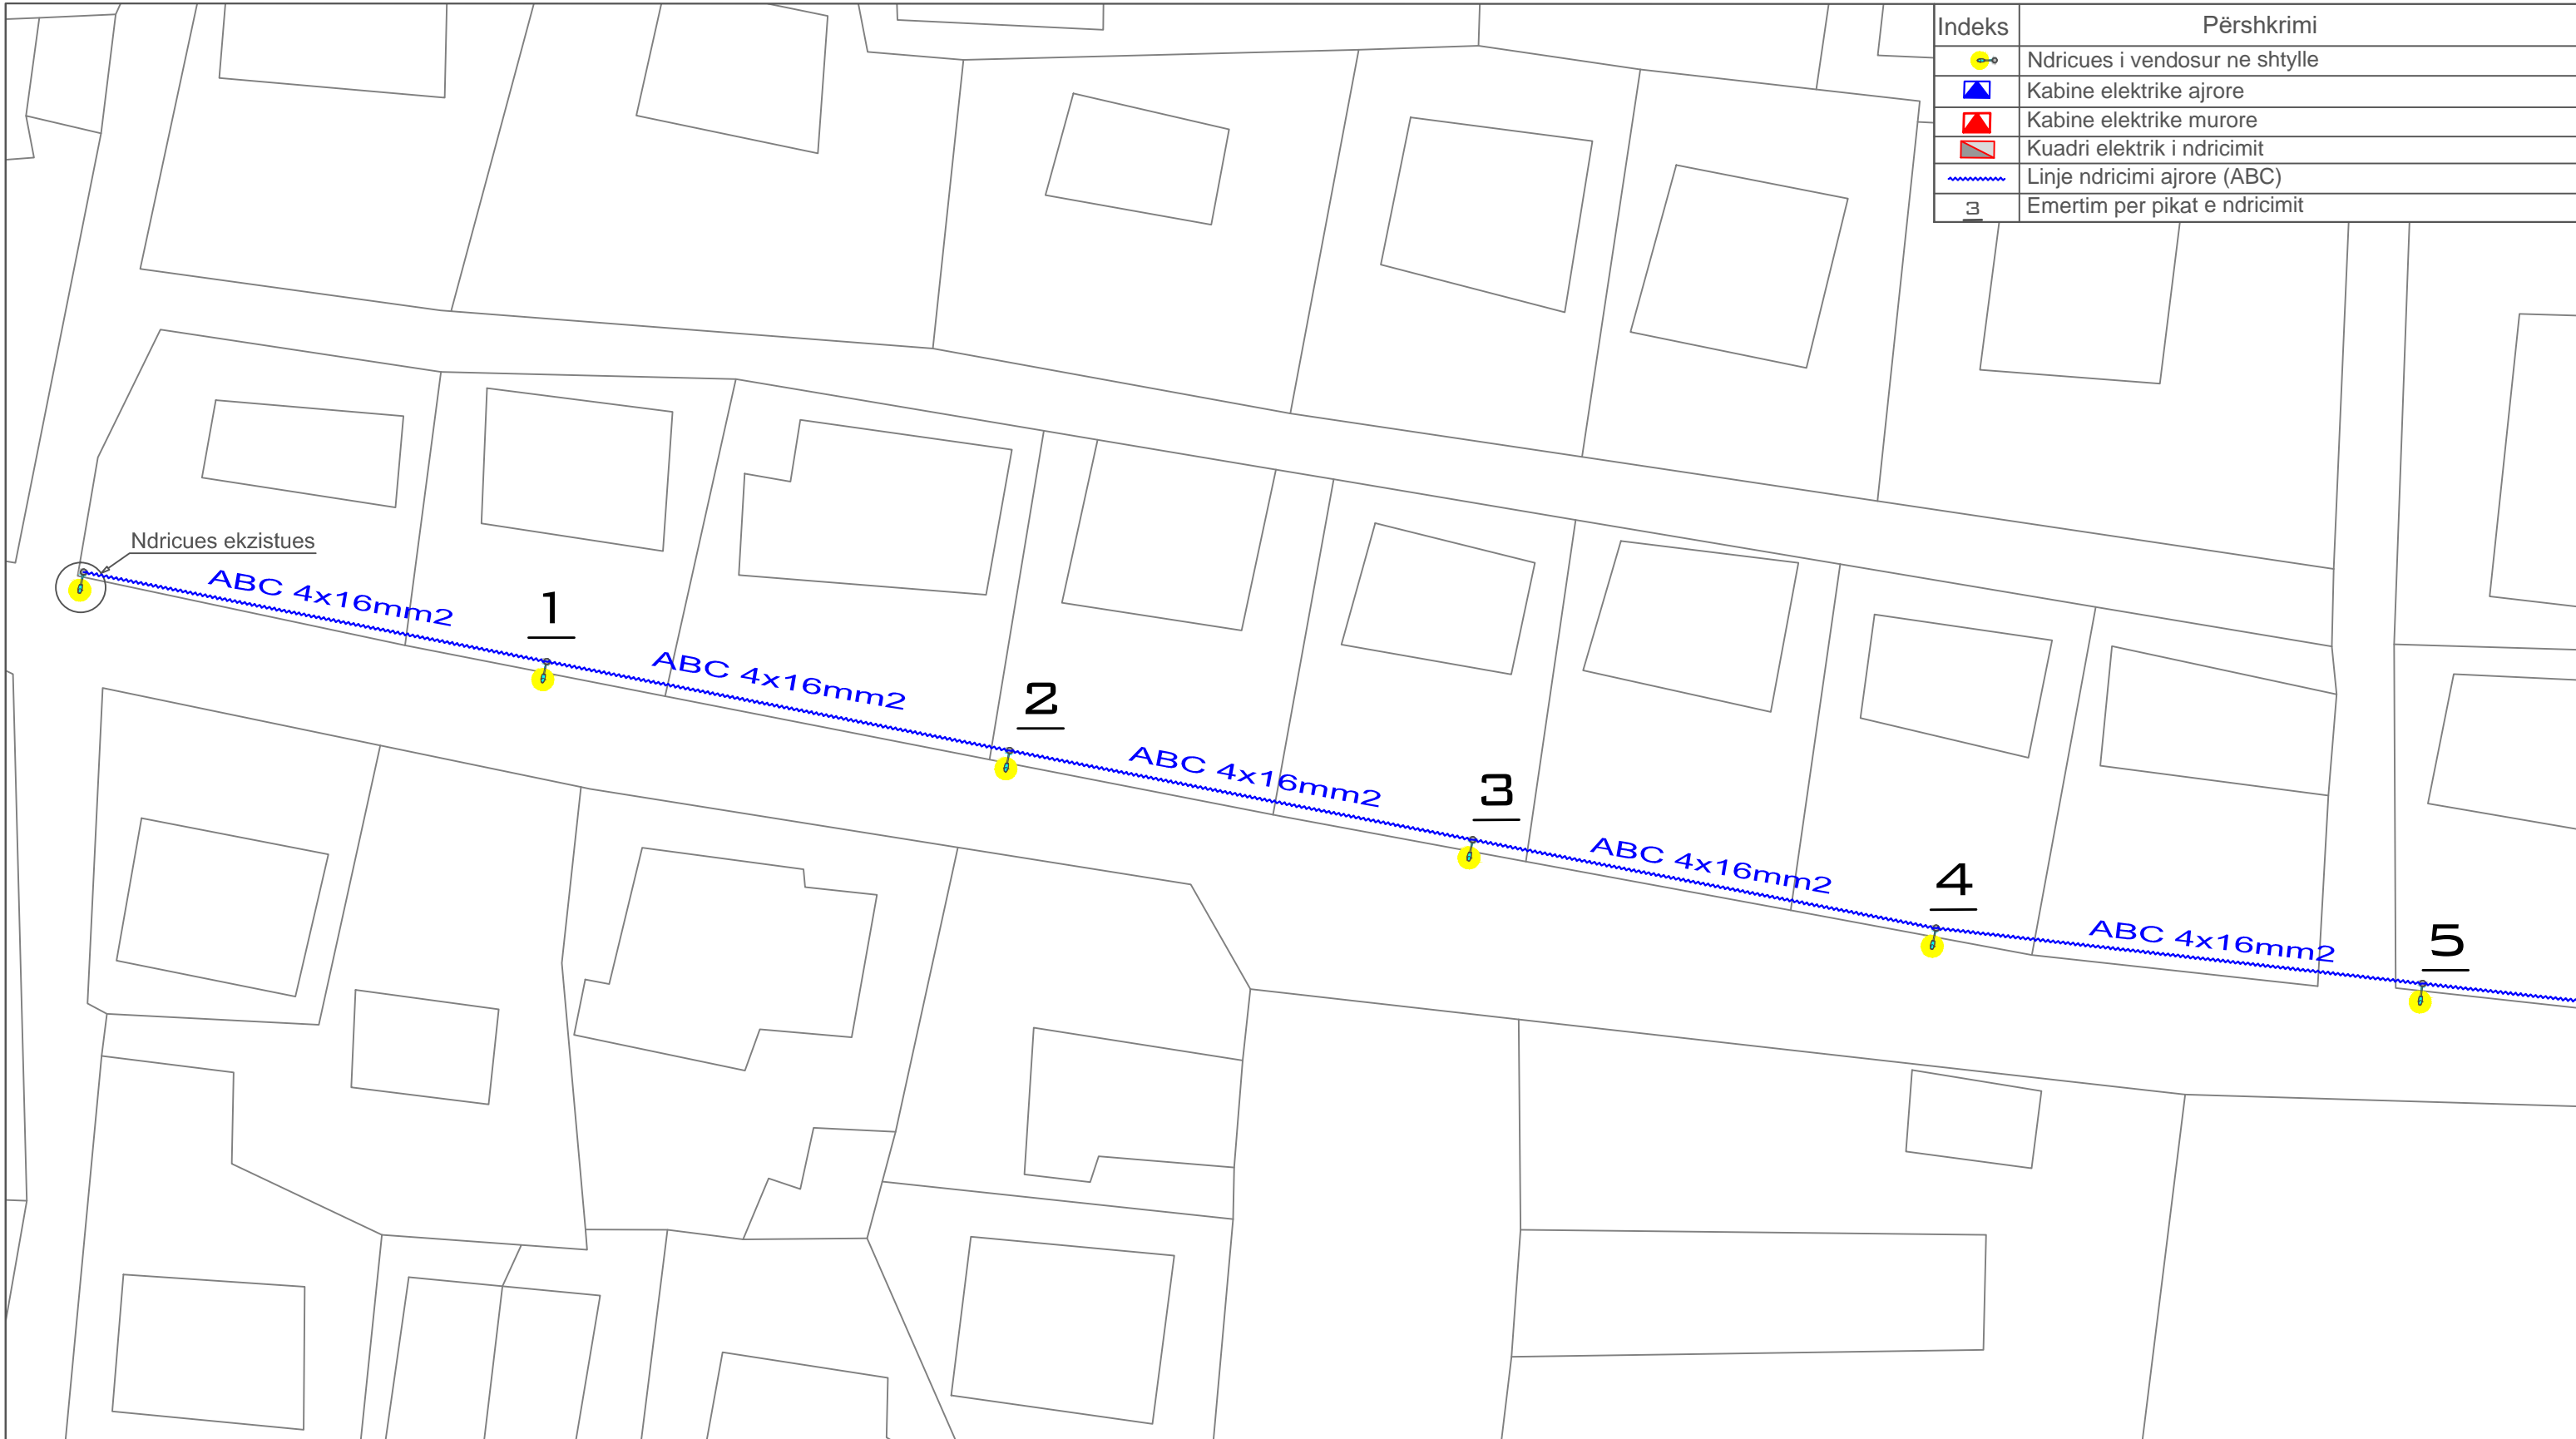 Indeks Përshkrimi
Ndricues i vendosur ne shtylle
Kabine elektrike ajrore
Kabine elektrike murore
Kuadri elektrik i ndricimit
Linje ndricimi ajrore (ABC)
3 Emertim per pikat e ndricimit
Ndricues ekzistues
ABC 4x16mm2
1
ABC 4x16mm2
2
ABC 4x16mm2
3
ABC 4x16mm2
4
ABC 4x16mm2
5